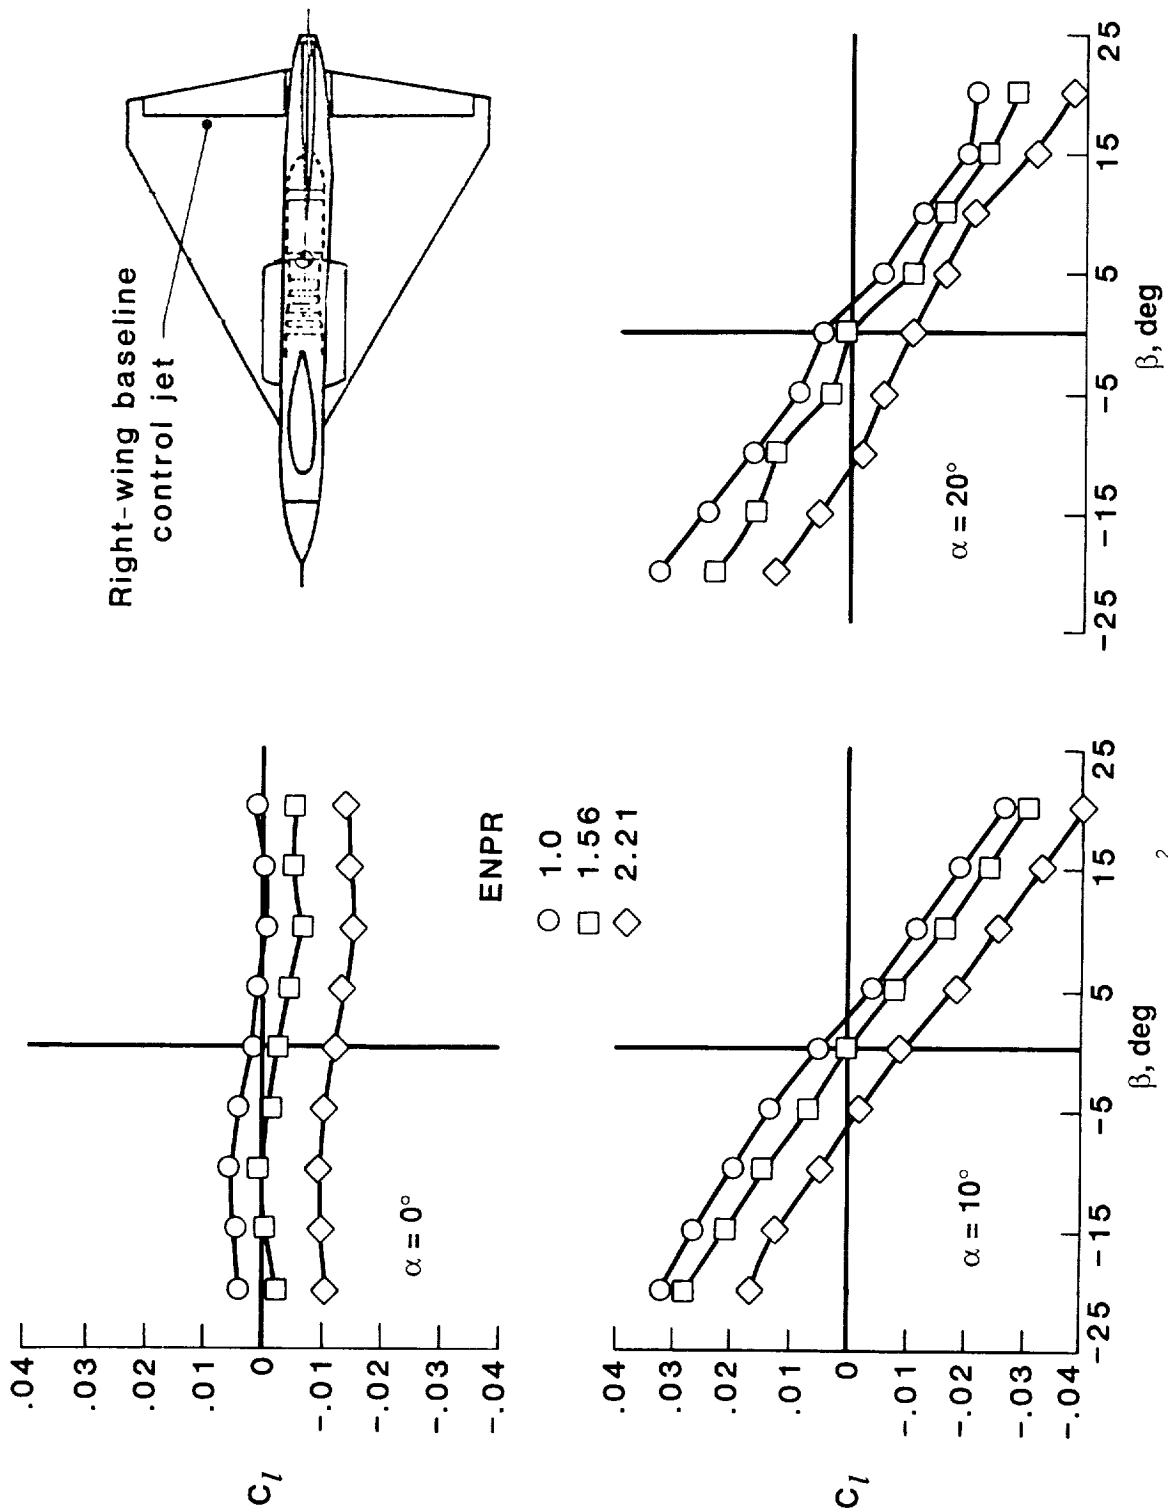 Right-wing baseline
control jet
.04
.03
.02
.01
0
-.01
-.02
-.03
-.04
C_l
α = 0°
ENPR
1.0
1.56
2.21
.04
.03
.02
.01
0
-.01
-.02
-.03
-.04
C_l
α = 10°
-25 -15 -5 5 15 25
β, deg
α = 20°
-25 -15 -5 5 15 25
β, deg
2